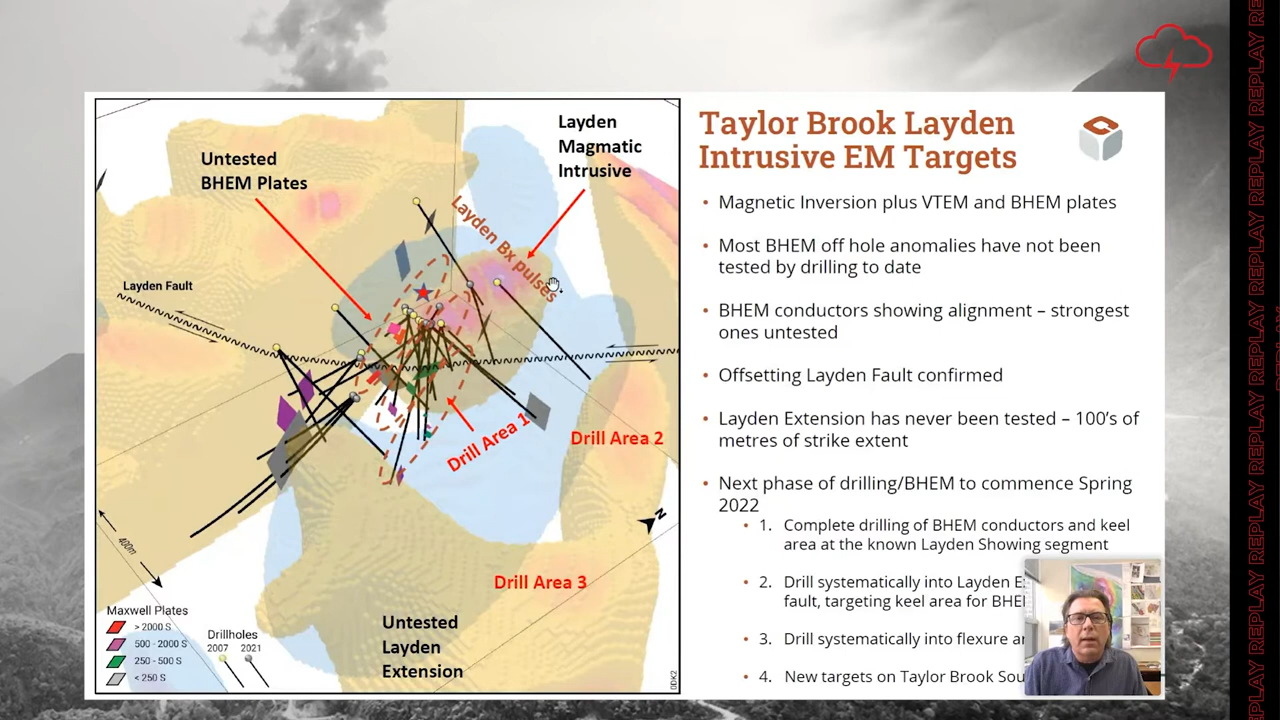 Layden
Magmatic
Intrusive
Untested
BHEM Plates
Layden Bx pulses
Layden Fault
Drill Area 1
Drill Area 2
Drill Area 3
N
400m
Untested
Layden
Extension
Maxwell Plates
> 2000 S
500 - 2000 S
250 - 500 S
< 250 S
Drillholes
2007 2021
Taylor Brook Layden
Intrusive EM Targets
• Magnetic Inversion plus VTEM and BHEM plates
• Most BHEM off hole anomalies have not been
tested by drilling to date
• BHEM conductors showing alignment – strongest
ones untested
• Offsetting Layden Fault confirmed
• Layden Extension has never been tested – 100’s of
metres of strike extent
• Next phase of drilling/BHEM to commence Spring
2022
• 1. Complete drilling of BHEM conductors and keel
area at the known Layden Showing segment
• 2. Drill systematically into Layden E
fault, targeting keel area for BHE
• 3. Drill systematically into flexure
• 4. New targets on Taylor Brook Sou
REPLAY REPLAY REPLAY REPLAY REPLAY REPLAY REPLAY